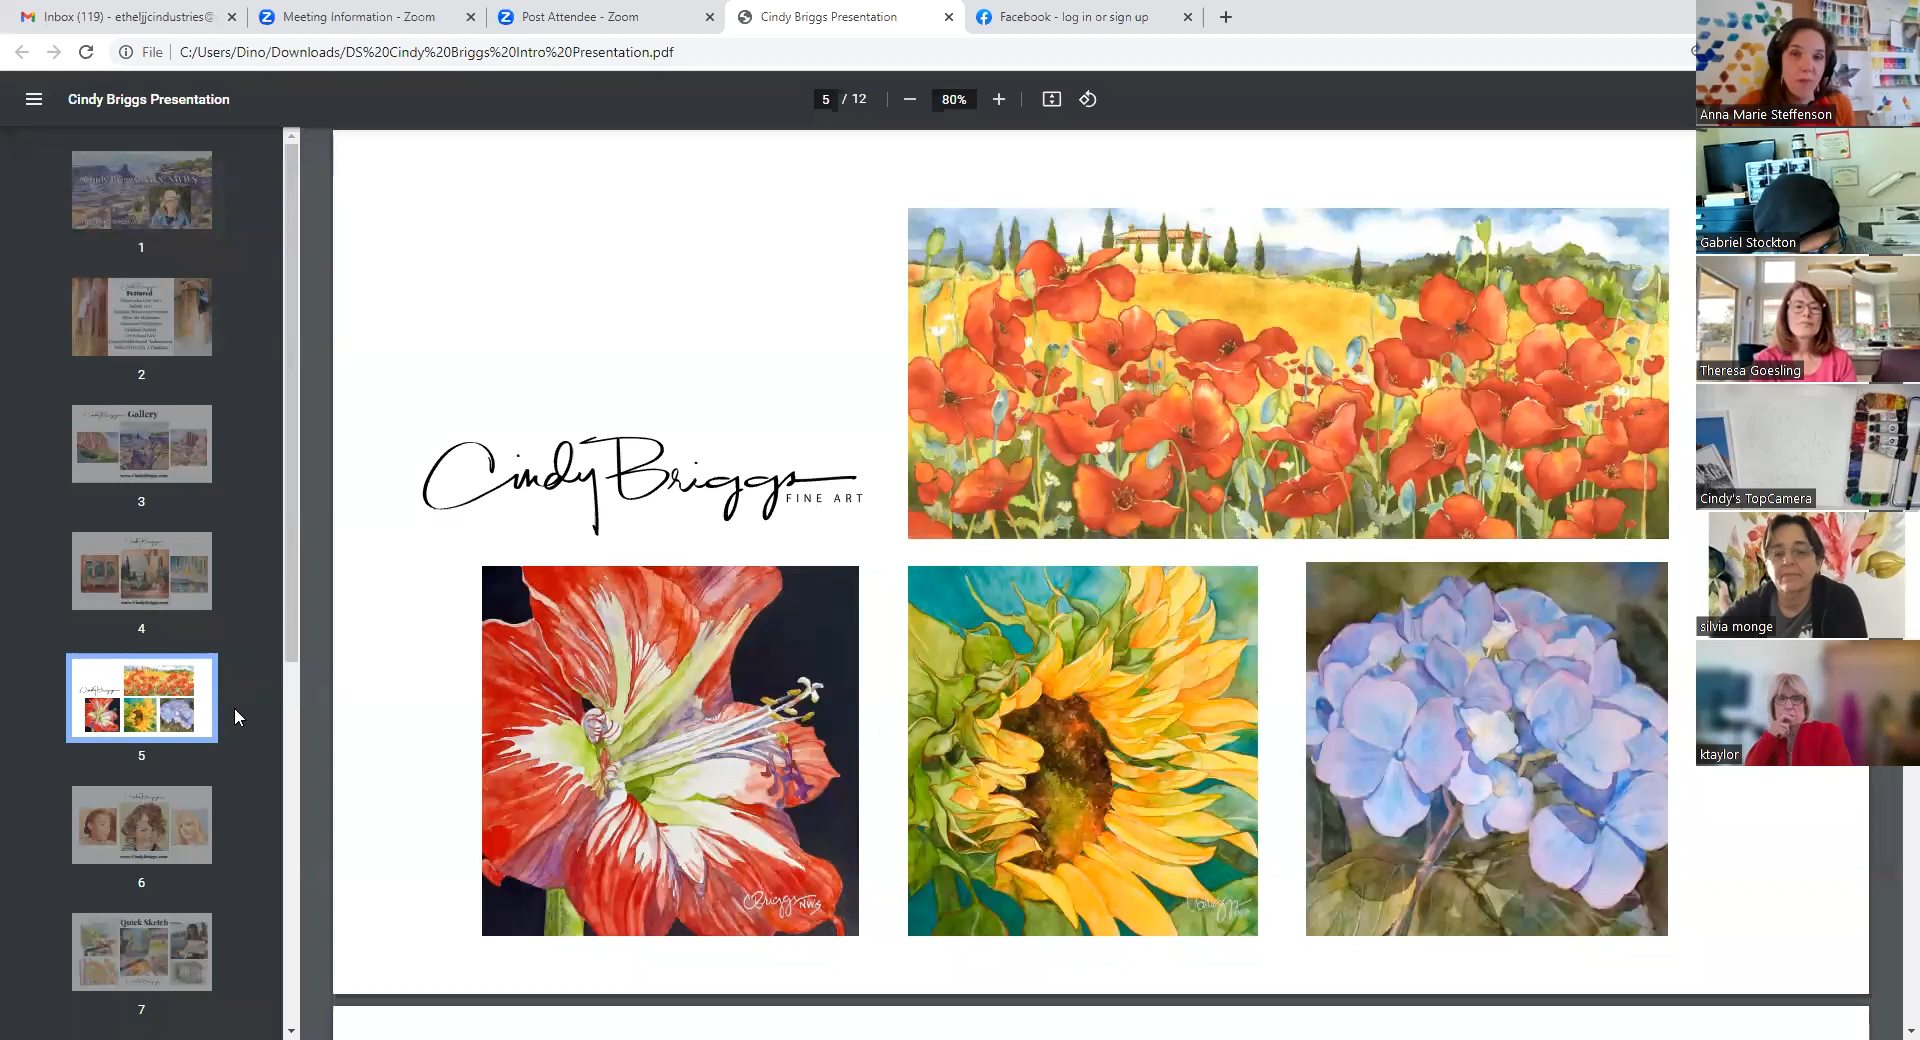 Inbox (119) - etheljjcindustries@
Meeting Information - Zoom
Post Attendee - Zoom
Cindy Briggs Presentation
Facebook - log in or sign up
File
C:/Users/Dino/Downloads/DS%20Cindy%20Briggs%20Intro%20Presentation.pdf
Cindy Briggs Presentation
5 / 12
80%
1
2
Featured
3
Gallery
4
5
6
7
Quick Sketch
Cindy Briggs
FINE ART
CBriggs NWS
Anna Marie Steffenson
Gabriel Stockton
Theresa Goesling
Cindy's TopCamera
silvia monge
ktaylor